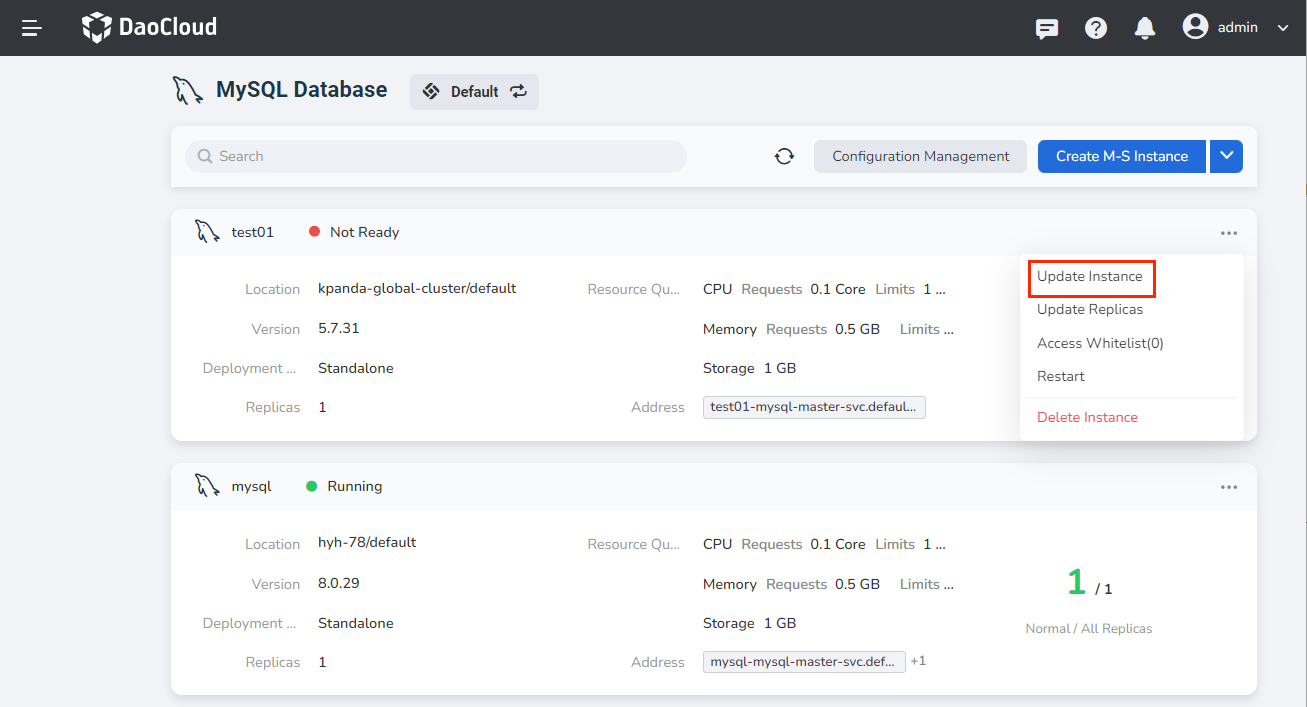 DaoCloud
admin
MySQL Database
Default
Search
Configuration Management
Create M-S Instance
test01
Not Ready
Location kpanda-global-cluster/default
Resource Qu... CPU Requests 0.1 Core Limits 1 ...
Version 5.7.31
Memory Requests 0.5 GB Limits ...
Deployment ... Standalone
Storage 1 GB
Replicas 1
Address test01-mysql-master-svc.defaul...
Update Instance
Update Replicas
Access Whitelist(0)
Restart
Delete Instance
mysql
Running
Location hyh-78/default
Resource Qu... CPU Requests 0.1 Core Limits 1 ...
Version 8.0.29
Memory Requests 0.5 GB Limits ...
Deployment ... Standalone
Storage 1 GB
Replicas 1
Address mysql-mysql-master-svc.def... +1
1 / 1
Normal / All Replicas